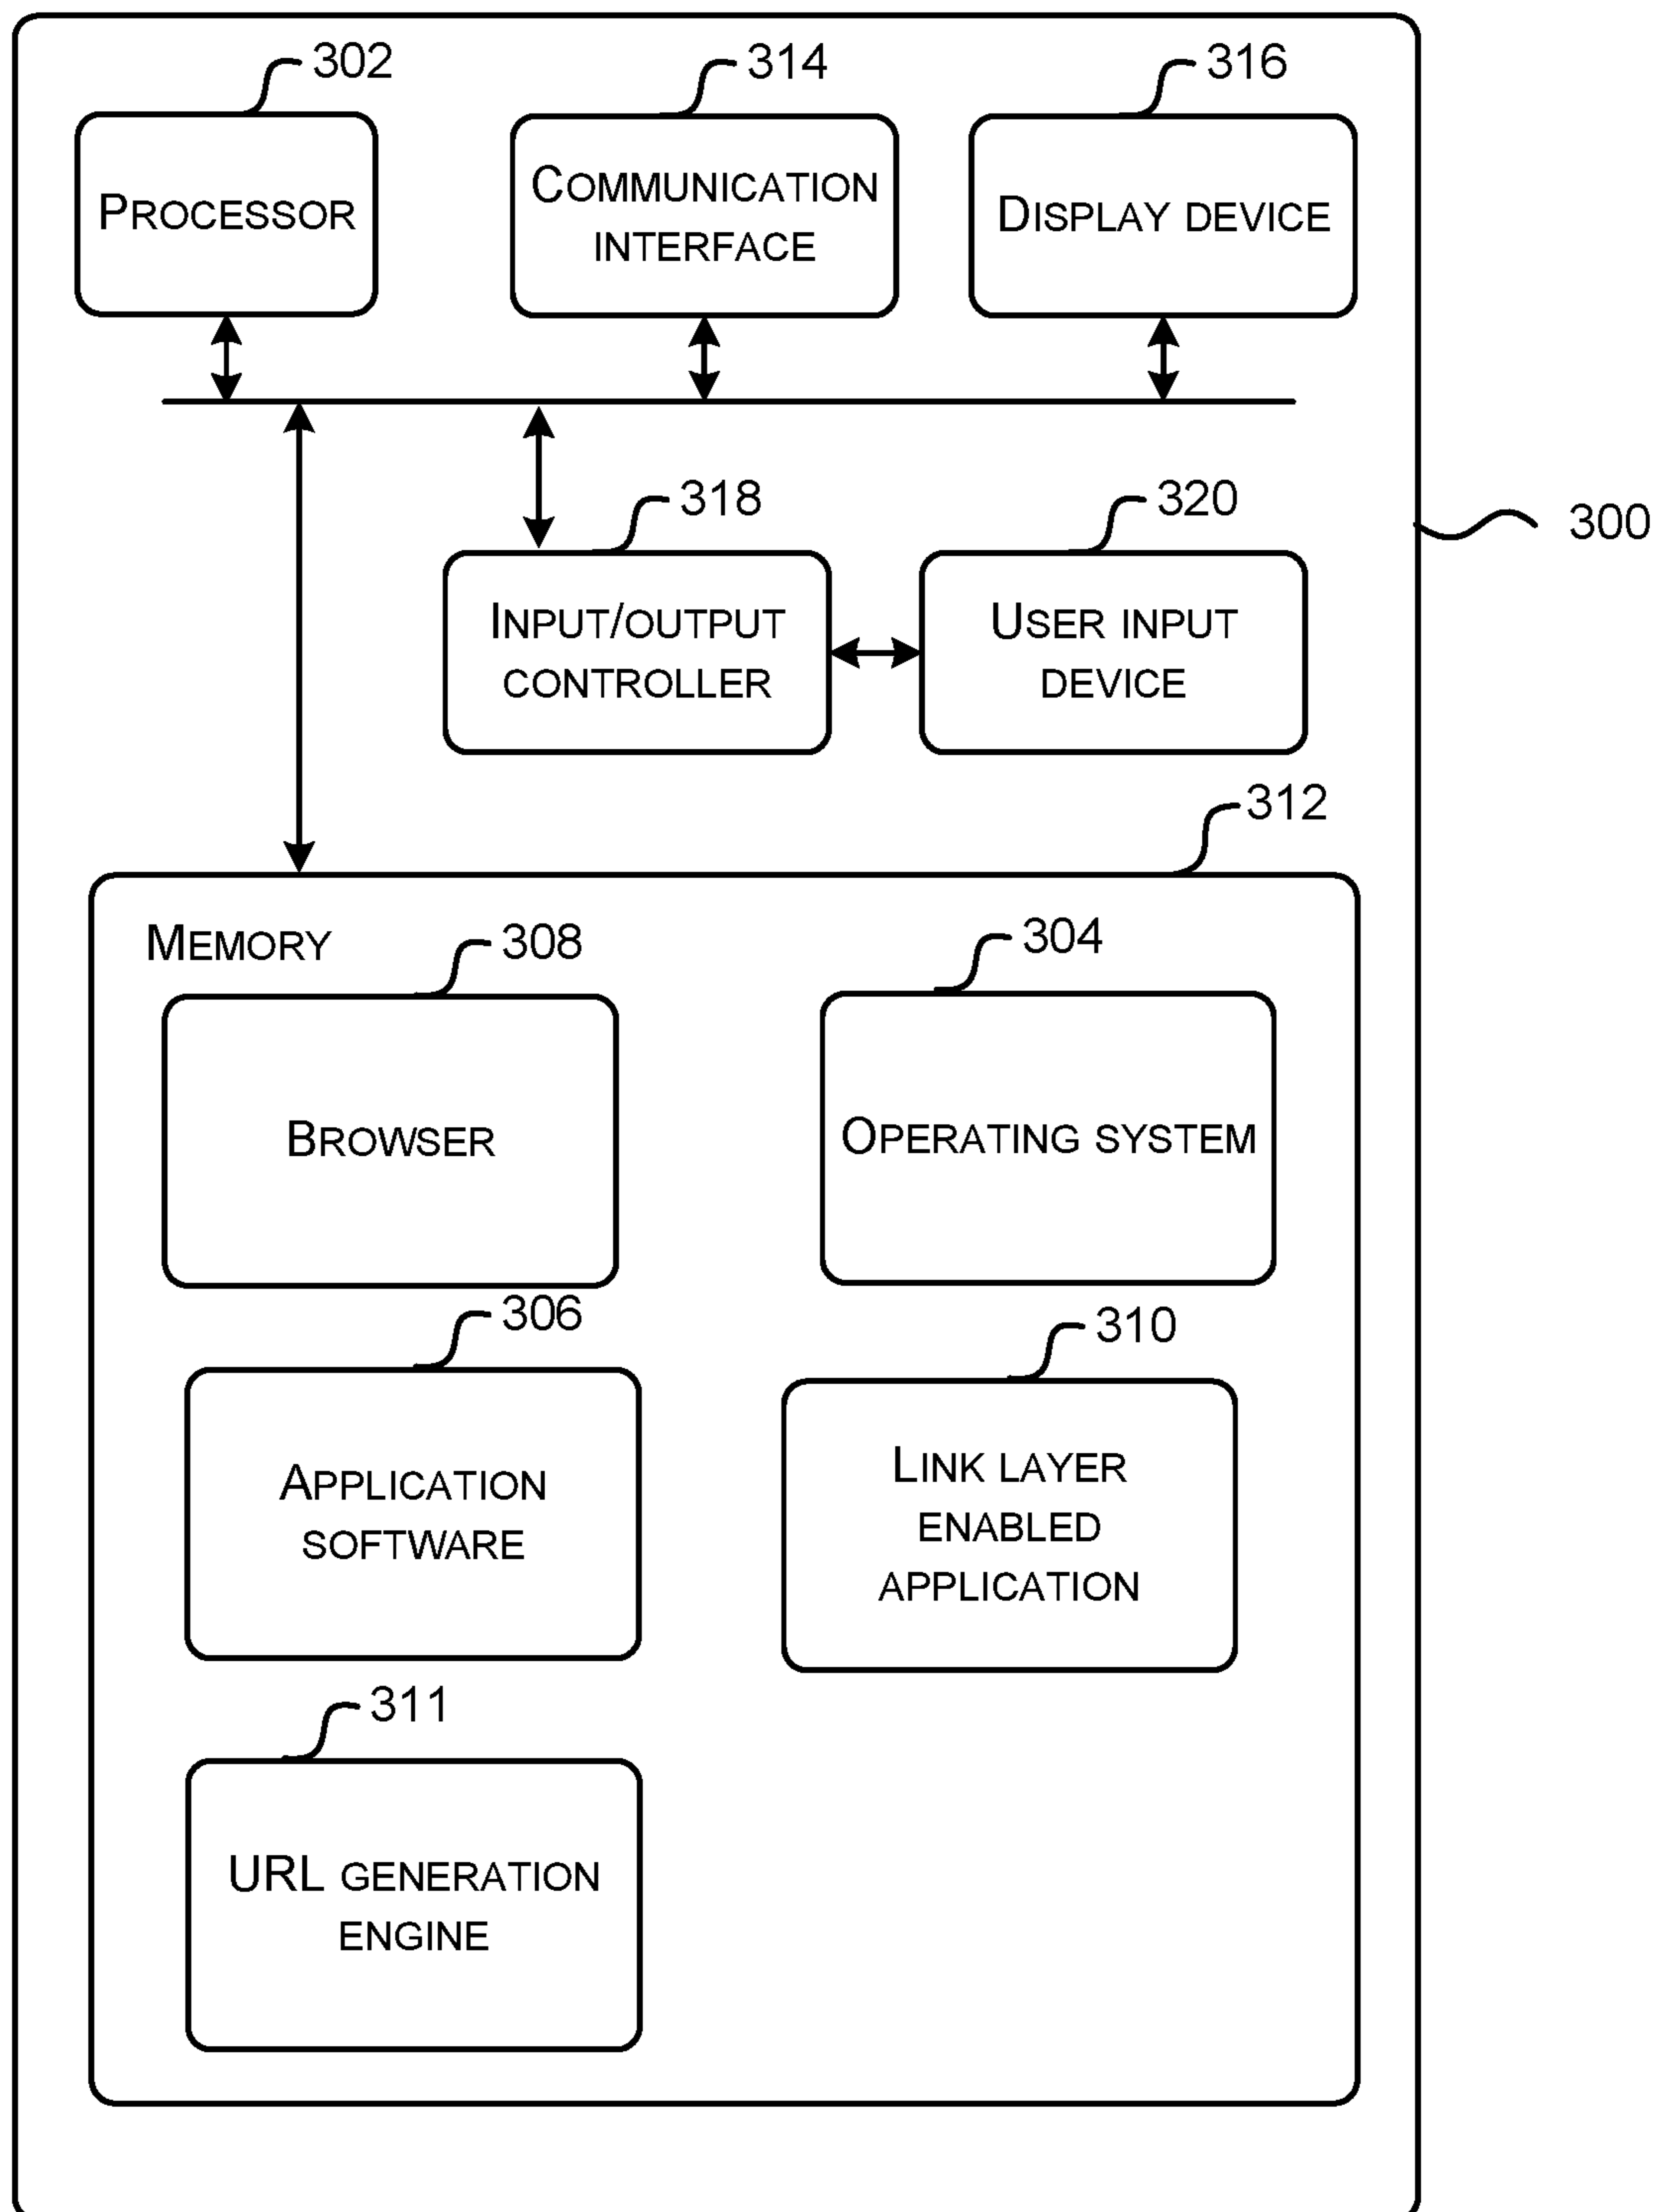 302
314
316
PROCESSOR
COMMUNICATION
INTERFACE
DISPLAY DEVICE
318
320
300
INPUT/OUTPUT
CONTROLLER
USER INPUT
DEVICE
312
MEMORY
308
304
BROWSER
OPERATING SYSTEM
306
310
APPLICATION
SOFTWARE
LINK LAYER
ENABLED
APPLICATION
311
URL GENERATION
ENGINE